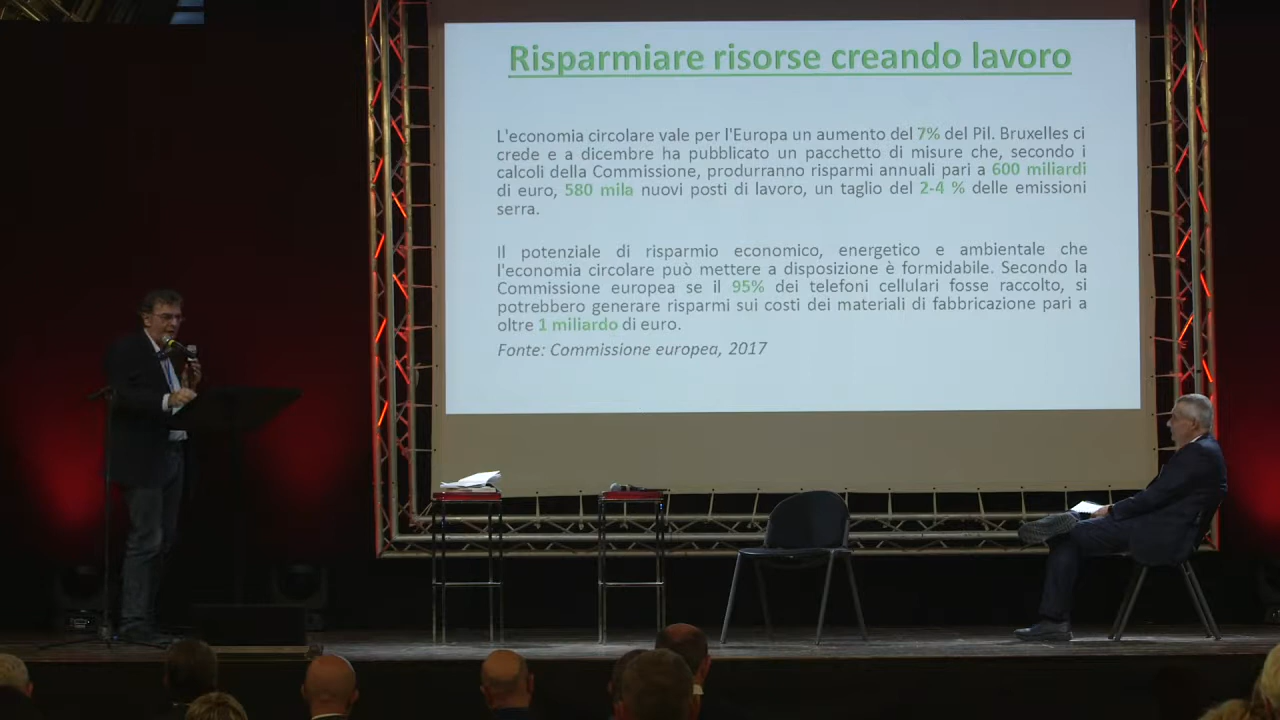 Risparmiare risorse creando lavoro
L'economia circolare vale per l'Europa un aumento del 7% del Pil. Bruxelles ci
crede e a dicembre ha pubblicato un pacchetto di misure che, secondo i
calcoli della Commissione, produrranno risparmi annuali pari a 600 miliardi
di euro, 580 mila nuovi posti di lavoro, un taglio del 2-4 % delle emissioni
serra.
Il potenziale di risparmio economico, energetico e ambientale che
l'economia circolare può mettere a disposizione è formidabile. Secondo la
Commissione europea se il 95% dei telefoni cellulari fosse raccolto, si
potrebbero generare risparmi sui costi dei materiali di fabbricazione pari a
oltre 1 miliardo di euro.
Fonte: Commissione europea, 2017